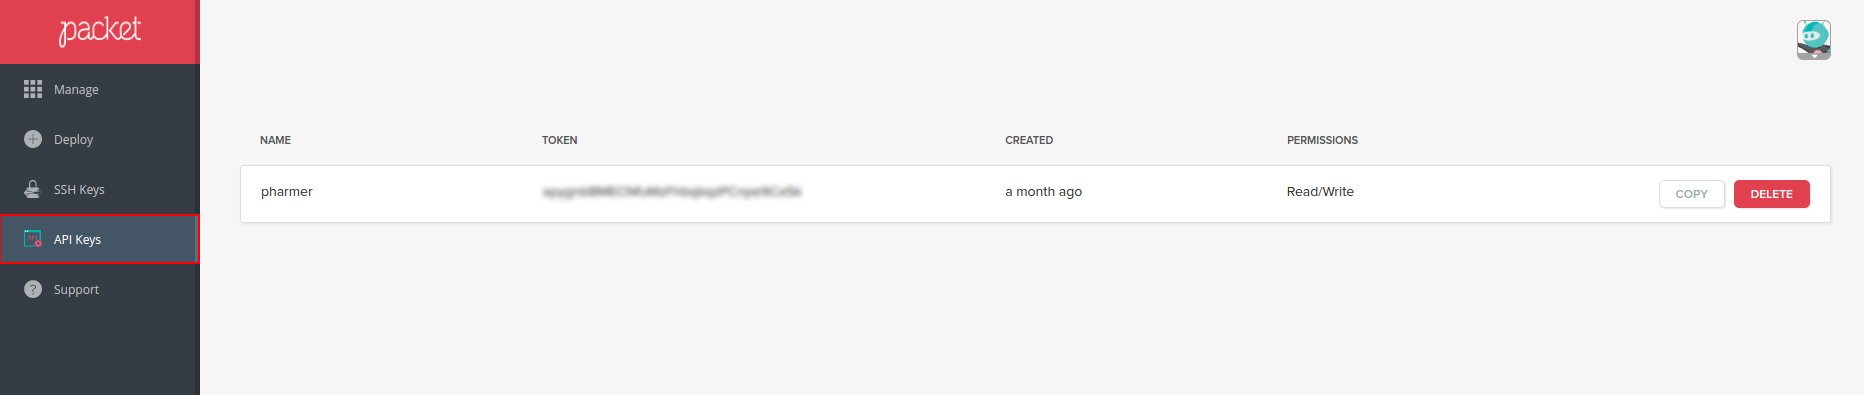 packet
Manage
Deploy
SSH Keys
API Keys
Support
NAME TOKEN CREATED PERMISSIONS
pharmer a month ago Read/Write COPY DELETE